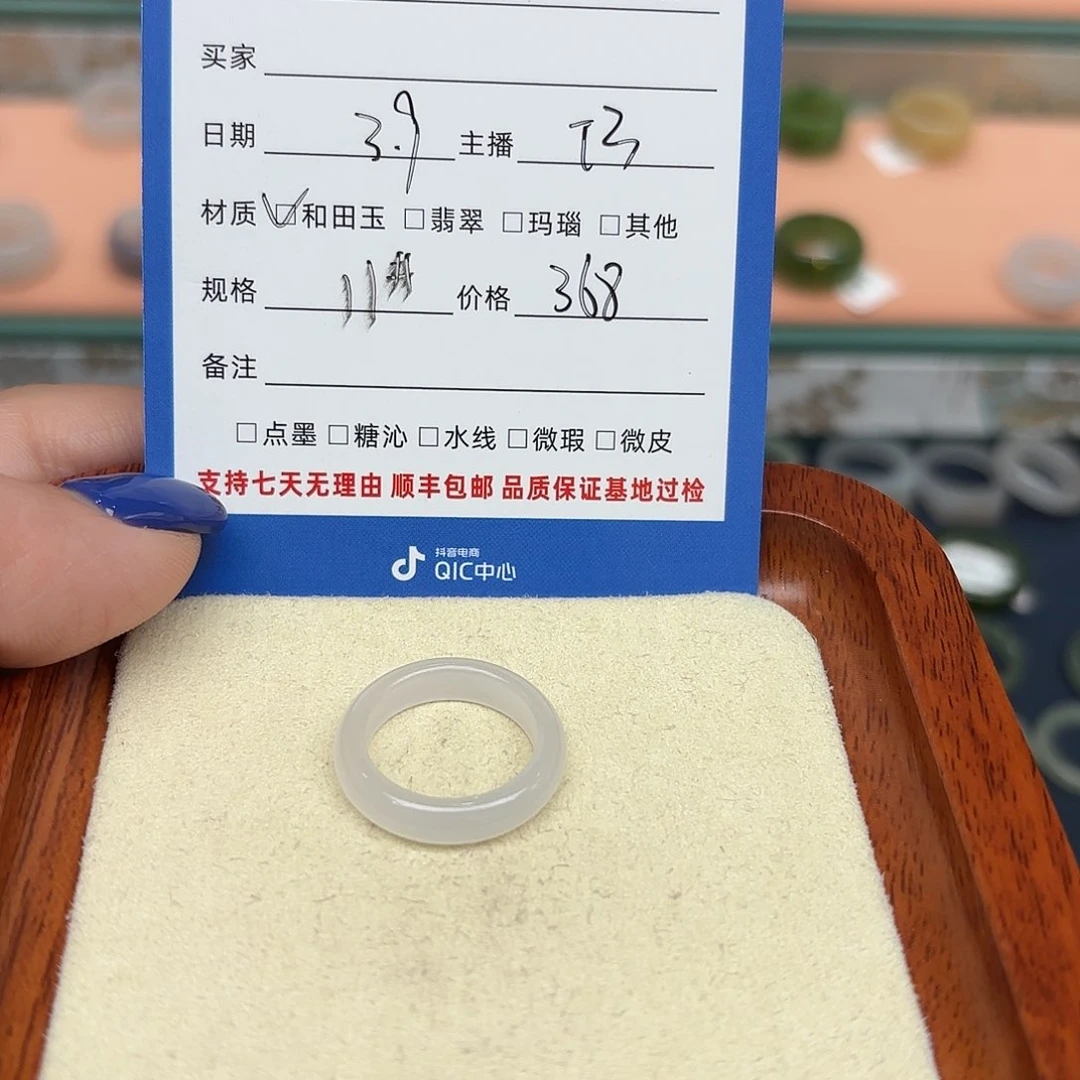 买家
日期 3.9 主播
材质 ☑和田玉 □翡翠 □玛瑙 □其他
规格 11# 价格 368
备注
□点墨 □糖沁 □水线 □微瑕 □微皮
支持七天无理由 顺丰包邮 品质保证基地过检
抖音电商
QIC中心